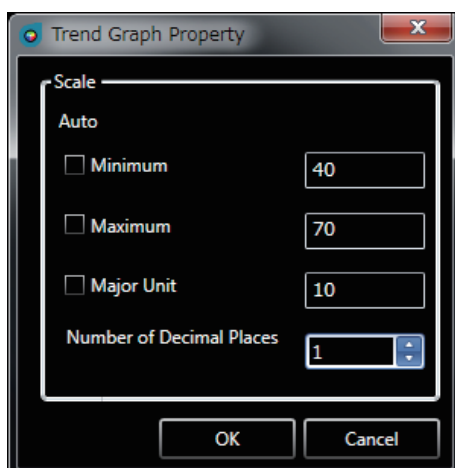 Trend Graph Property
Scale
Auto
Minimum 40
Maximum 70
Major Unit 10
Number of Decimal Places 1
OK Cancel